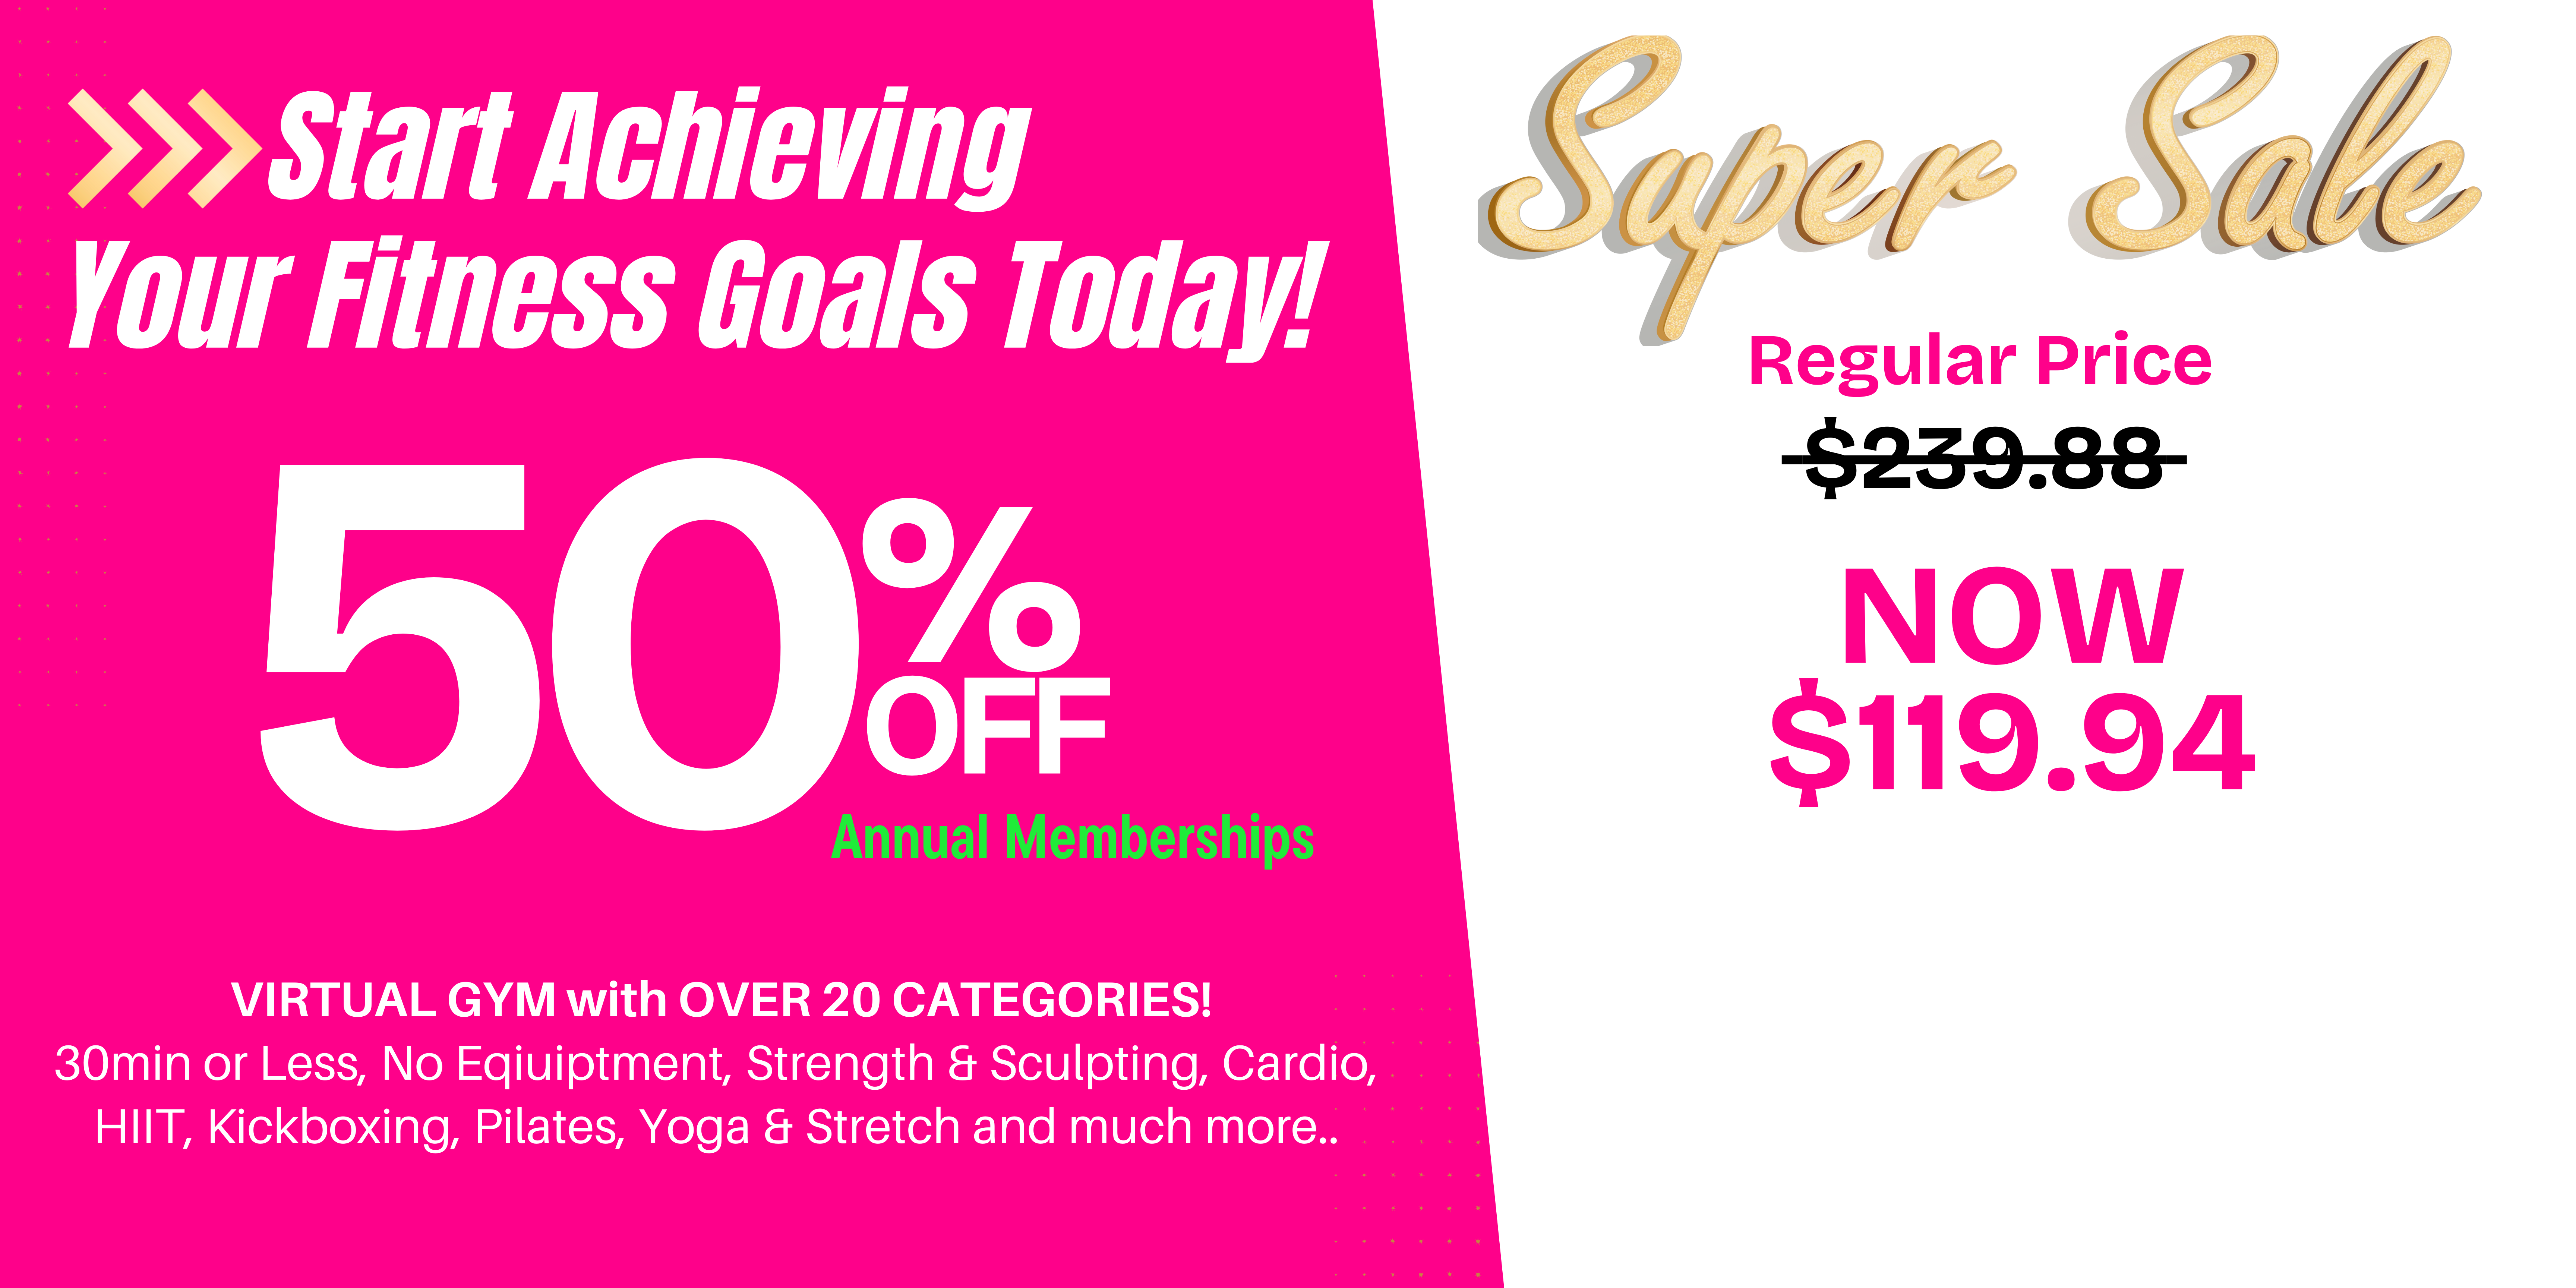 Start Achieving
Your Fitness Goals Today!
50%
OFF
Annual Memberships
VIRTUAL GYM with OVER 20 CATEGORIES!
30min or Less, No Eqiuiptment, Strength & Sculpting, Cardio,
HIIT, Kickboxing, Pilates, Yoga & Stretch and much more..
Super Sale
Regular Price
$239.88
NOW
$119.94